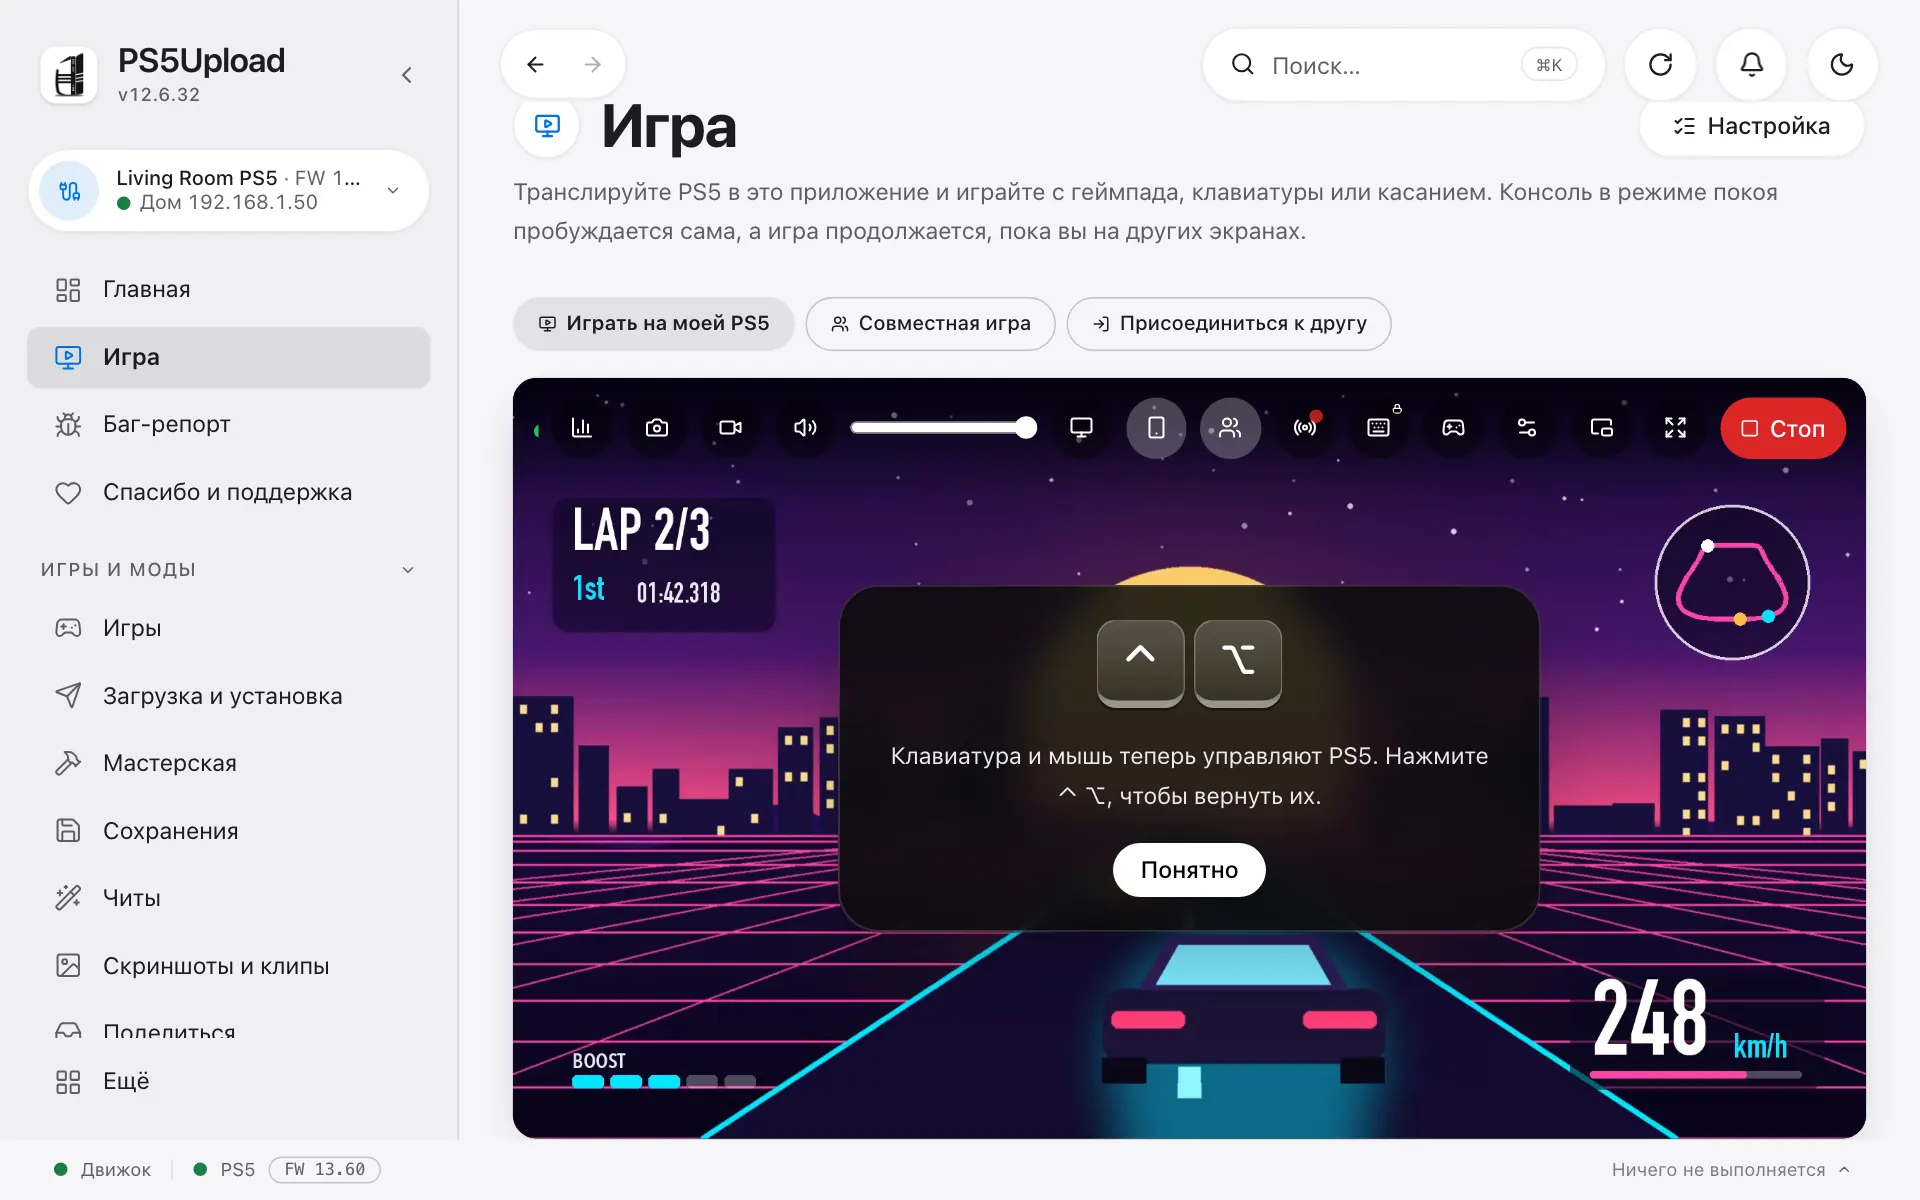 PS5Upload
v12.6.32
Living Room PS5 · FW 1...
Дом 192.168.1.50
Главная
Игра
Баг-репорт
Спасибо и поддержка
ИГРЫ И МОДЫ
Игры
Загрузка и установка
Мастерская
Сохранения
Читы
Скриншоты и клипы
Поделиться
Ещё
Поиск...
⌘K
Игра
Настройка
Транслируйте PS5 в это приложение и играйте с геймпада, клавиатуры или касанием. Консоль в режиме покоя
пробуждается сама, а игра продолжается, пока вы на других экранах.
Играть на моей PS5
Совместная игра
Присоединиться к другу
Стоп
LAP 2/3
1st 01:42.318
⌃ ⌥
Клавиатура и мышь теперь управляют PS5. Нажмите
⌃ ⌥, чтобы вернуть их.
Понятно
BOOST
248 km/h
Движок
PS5
FW 13.60
Ничего не выполняется